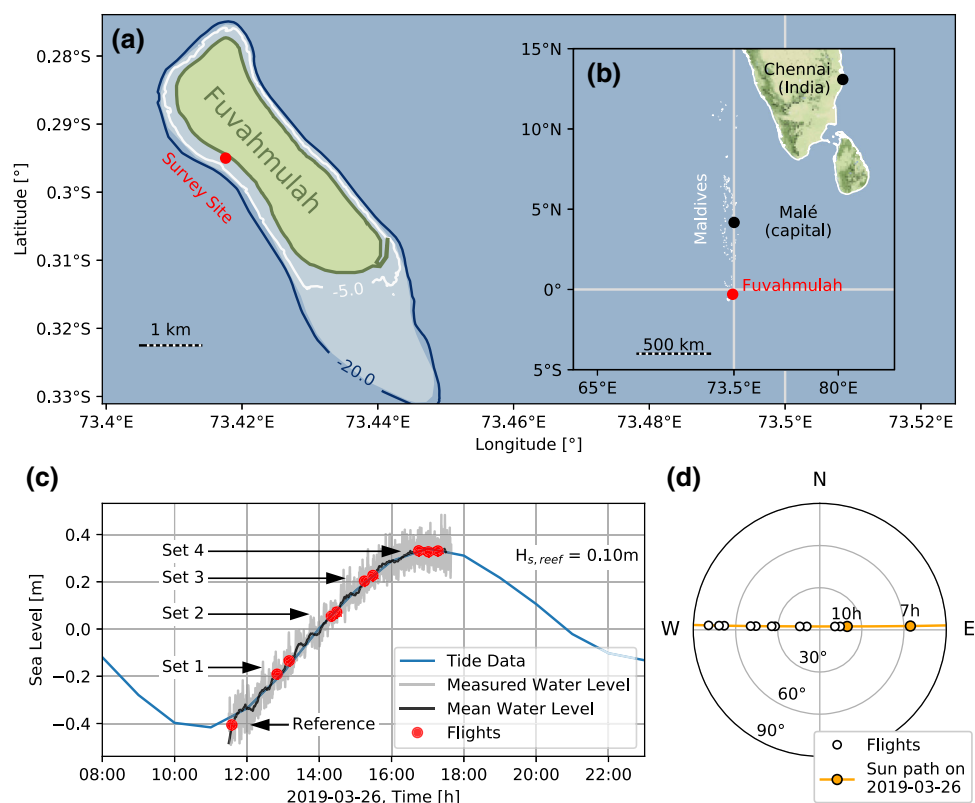 (a)
0.28°S
0.29°S
0.3°S
0.31°S
0.32°S
0.33°S
Latitude [°]
Fuvahmulah
Survey Site
-5.0
-20.0
1 km
73.4°E
73.42°E
73.44°E
73.46°E
73.48°E
73.5°E
73.52°E
Longitude [°]
(b)
15°N
10°N
5°N
0°
5°S
65°E
73.5°E
80°E
Chennai
(India)
Maldives
Malé
(capital)
Fuvahmulah
500 km
(c)
Sea Level [m]
0.4
0.2
0.0
−0.2
−0.4
Set 4
Set 3
Set 2
Set 1
Reference
H_{s, reef} = 0.10m
Tide Data
Measured Water Level
Mean Water Level
Flights
08:00
10:00
12:00
14:00
16:00
18:00
20:00
22:00
2019-03-26, Time [h]
(d)
N
W
E
10h
7h
30°
60°
90°
Flights
Sun path on
2019-03-26